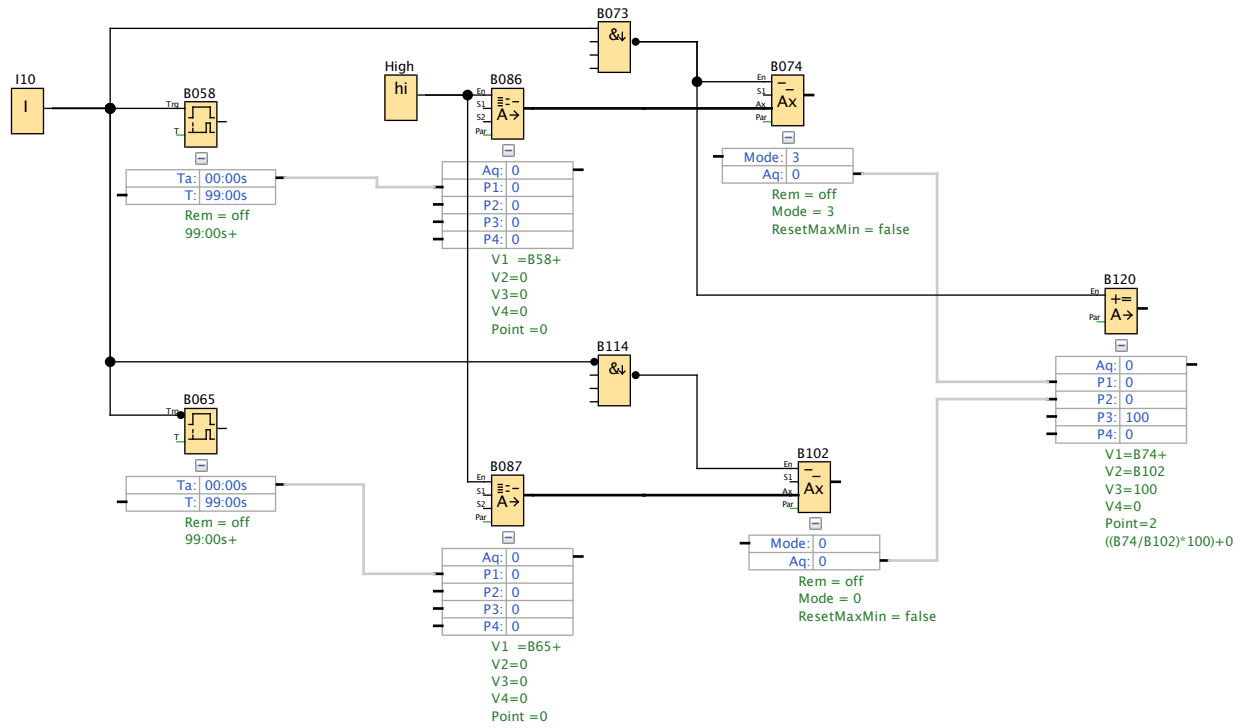 B073
&↓
I10
I
B058
Trg
T
Ta: 00:00s
T: 99:00s
Rem = off
99:00s+
High
hi
B086
En
S1
S2
Par
A→
Aq: 0
P1: 0
P2: 0
P3: 0
P4: 0
V1 =B58+
V2=0
V3=0
V4=0
Point =0
B074
En
S1
Ax
Par
Ax
Mode: 3
Aq: 0
Rem = off
Mode = 3
ResetMaxMin = false
B120
En
Par
+=
A→
Aq: 0
P1: 0
P2: 0
P3: 100
P4: 0
V1=B74+
V2=B102
V3=100
V4=0
Point=2
((B74/B102)*100)+0
B114
&↓
B065
Trg
T
Ta: 00:00s
T: 99:00s
Rem = off
99:00s+
B087
En
S1
S2
Par
A→
Aq: 0
P1: 0
P2: 0
P3: 0
P4: 0
V1 =B65+
V2=0
V3=0
V4=0
Point =0
B102
En
S1
Ax
Par
Ax
Mode: 0
Aq: 0
Rem = off
Mode = 0
ResetMaxMin = false